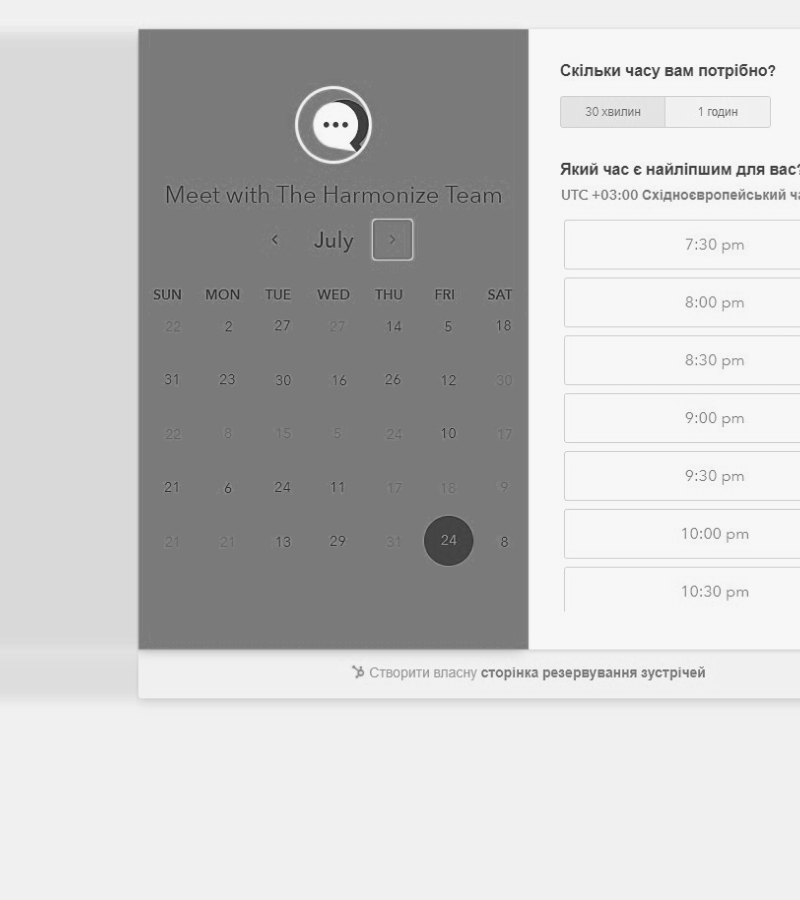 Meet with The Harmonize Team
July
SUN MON TUE WED THU FRI SAT
22 2 27 27 14 5 18
31 23 30 16 26 12 30
22 8 15 5 24 10 17
21 6 24 11 17 18 9
21 21 13 29 31 24 8
Скільки часу вам потрібно?
30 хвилин 1 годин
Який час є найліпшим для вас?
UTC +03:00 Східноєвропейський
7:30 pm
8:00 pm
8:30 pm
9:00 pm
9:30 pm
10:00 pm
10:30 pm
Створити власну сторінка резервування зустрічей